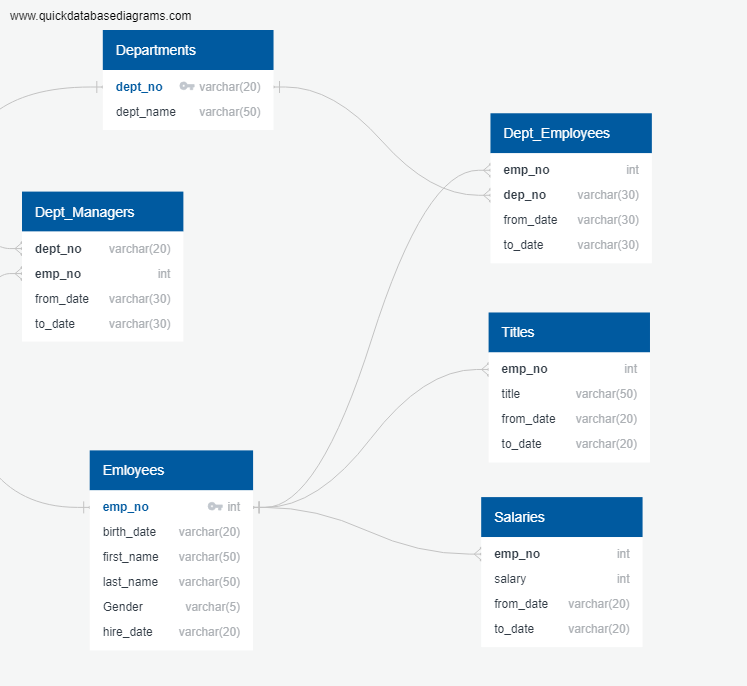 www.quickdatabasediagrams.com
Departments
dept_no varchar(20)
dept_name varchar(50)
Dept_Employees
emp_no int
dep_no varchar(30)
from_date varchar(30)
to_date varchar(30)
Dept_Managers
dept_no varchar(20)
emp_no int
from_date varchar(30)
to_date varchar(30)
Titles
emp_no int
title varchar(50)
from_date varchar(20)
to_date varchar(20)
Emloyees
emp_no int
birth_date varchar(20)
first_name varchar(50)
last_name varchar(50)
Gender varchar(5)
hire_date varchar(20)
Salaries
emp_no int
salary int
from_date varchar(20)
to_date varchar(20)